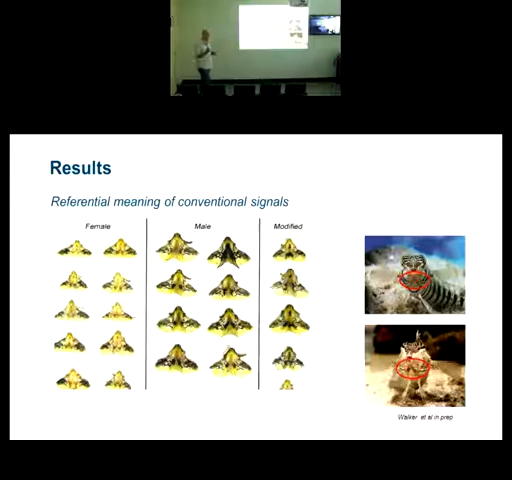 Results
Referential meaning of conventional signals
Female
Male
Modified
Walker et al in prep